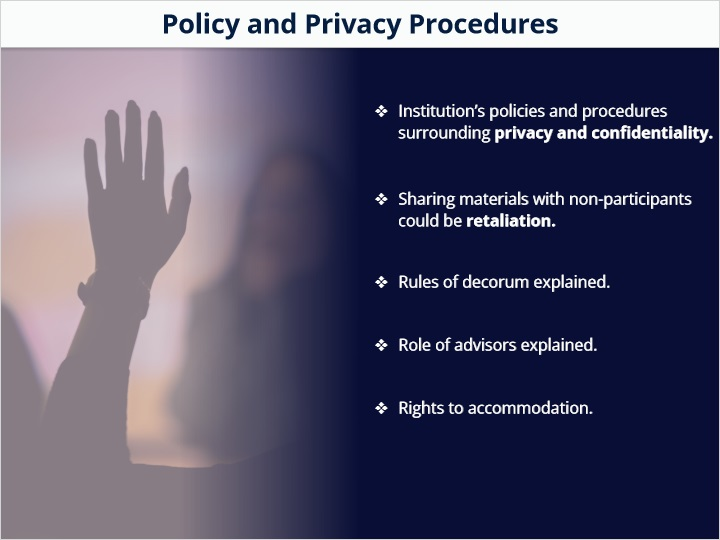 Policy and Privacy Procedures
❖ Institution’s policies and procedures
surrounding privacy and confidentiality.
❖ Sharing materials with non-participants
could be retaliation.
❖ Rules of decorum explained.
❖ Role of advisors explained.
❖ Rights to accommodation.